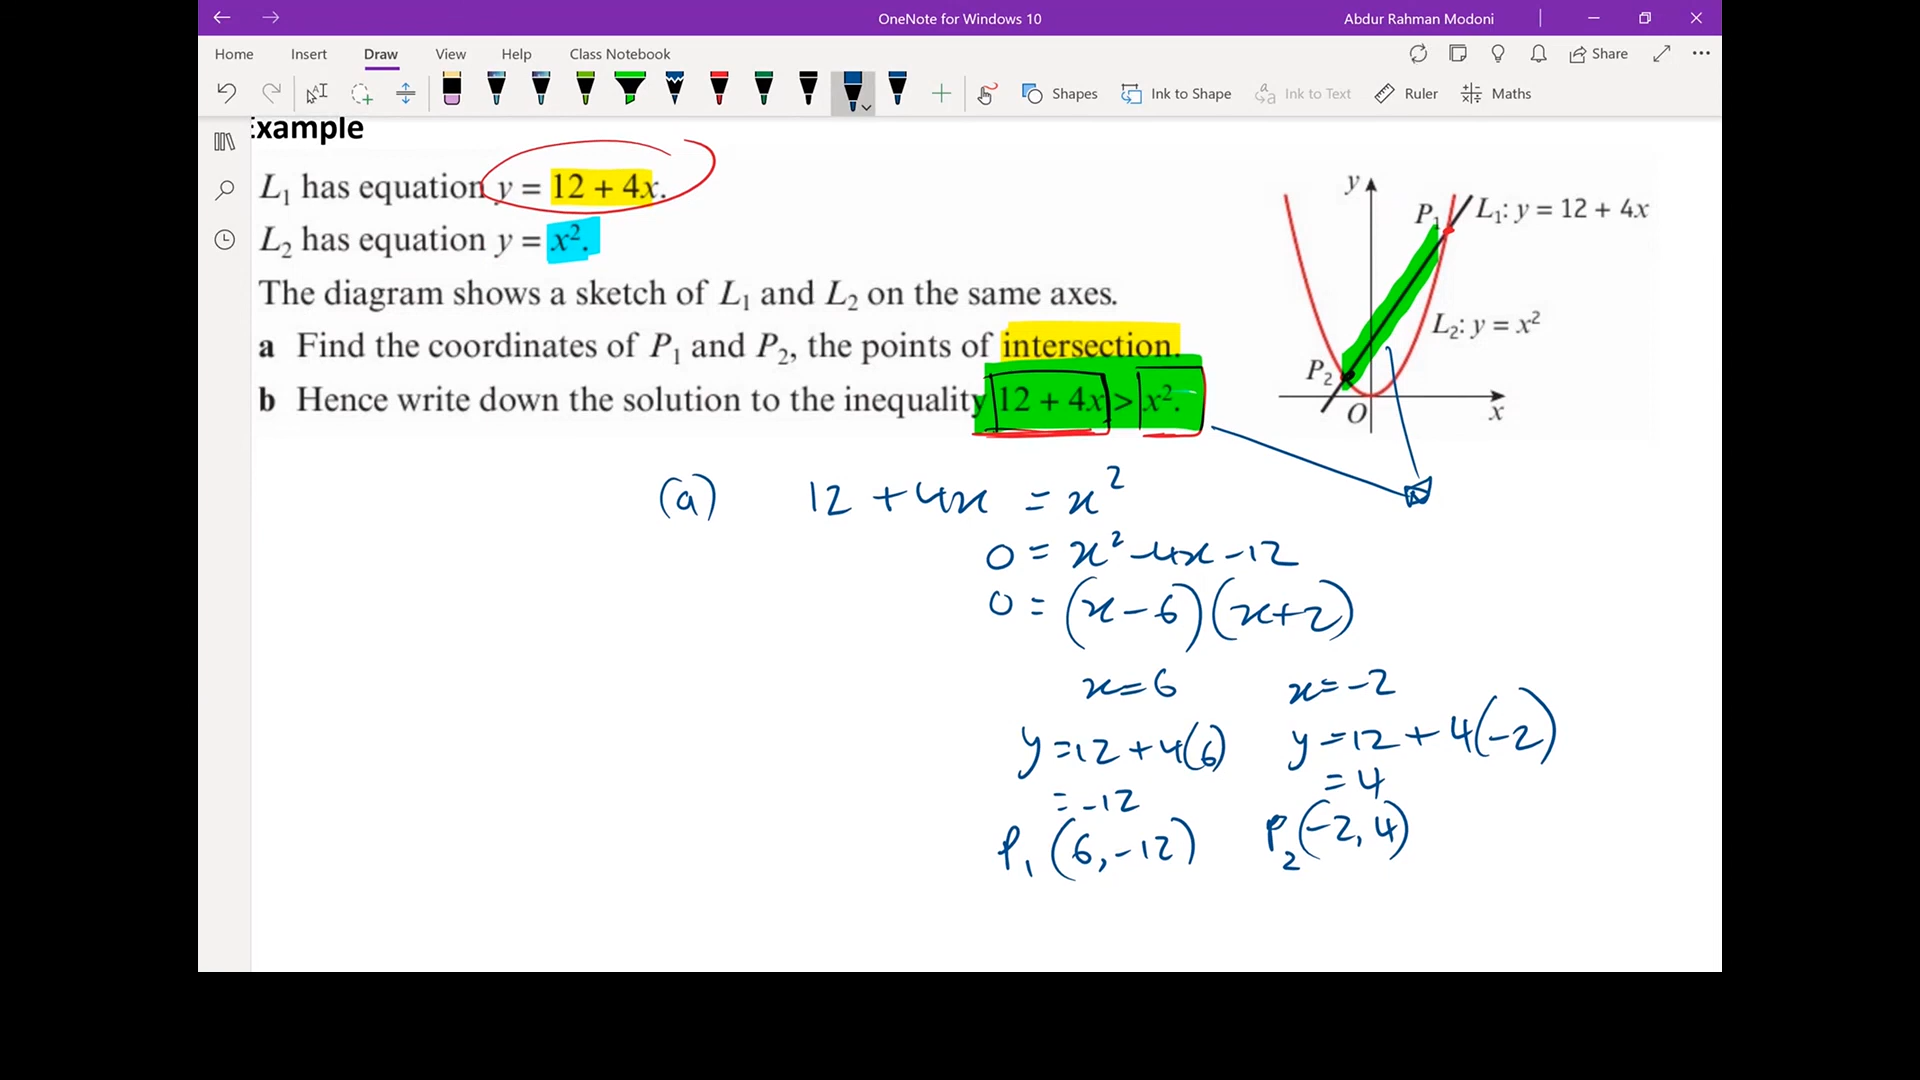 OneNote for Windows 10
Abdur Rahman Modoni
Home Insert Draw View Help Class Notebook
Share
Shapes Ink to Shape Ink to Text Ruler Maths
Example
L₁ has equation y = 12 + 4x.
L₂ has equation y = x².
The diagram shows a sketch of L₁ and L₂ on the same axes.
a Find the coordinates of P₁ and P₂, the points of intersection.
b Hence write down the solution to the inequality 12 + 4x > x².
y
P₁
L₁: y = 12 + 4x
L₂: y = x²
P₂
O
x
(a) 12 + 4x = x²
0 = x² - 4x - 12
0 = (x - 6)(x + 2)
x = 6 x = -2
y = 12 + 4(6) y = 12 + 4(-2)
= -12 = 4
P₁ (6, -12) P₂ (-2, 4)